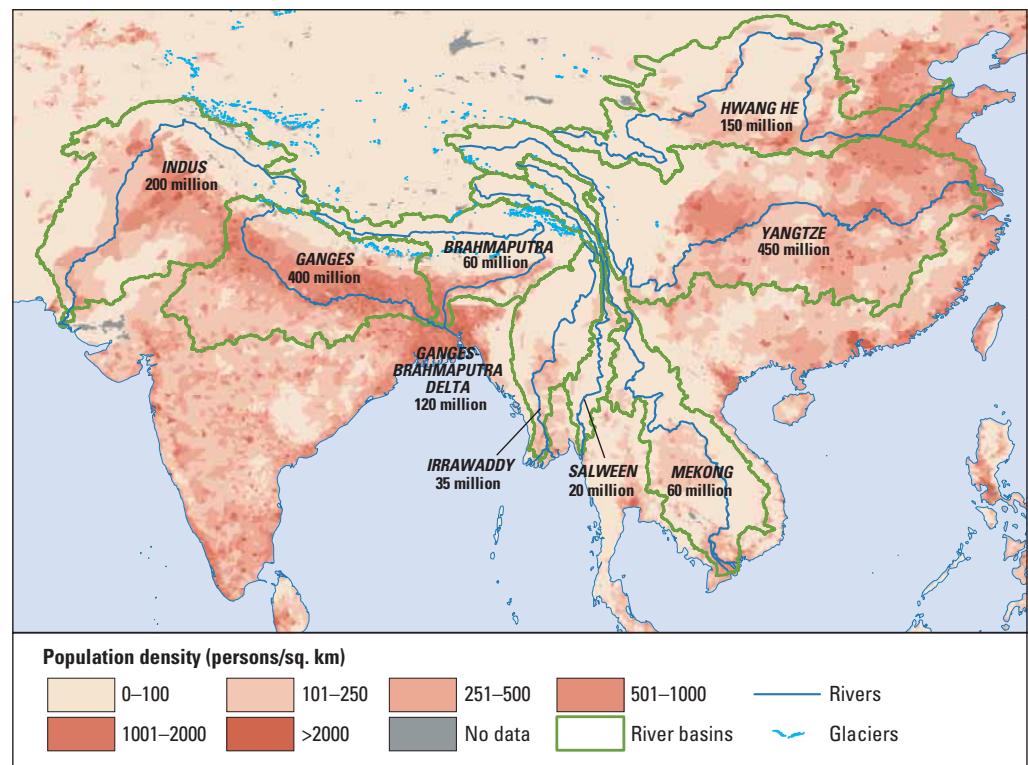 HWANG HE
150 million
INDUS
200 million
YANGTZE
450 million
BRAHMAPUTRA
60 million
GANGES
400 million
GANGES
BRAHMAPUTRA
DELTA
120 million
IRRAWADDY
35 million
SALWEEN
20 million
MEKONG
60 million
Population density (persons/sq. km)
0–100
101–250
251–500
501–1000
Rivers
1001–2000
>2000
No data
River basins
Glaciers